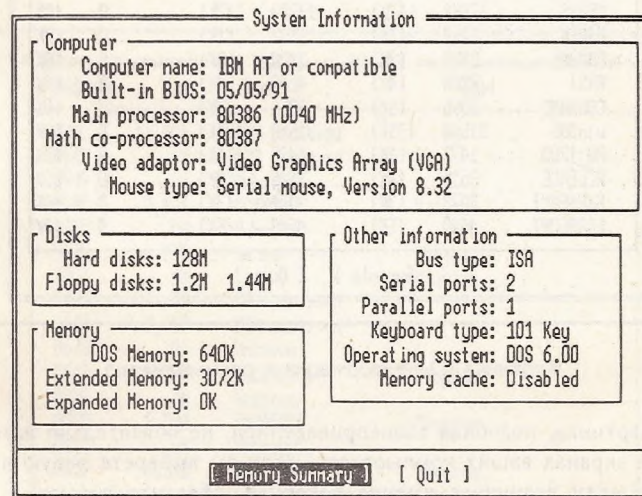 System Information
Computer
Computer name: IBM AT or compatible
Built-in BIOS: 05/05/91
Main processor: 80386 (0040 MHz)
Math co-processor: 80387
Video adaptor: Video Graphics Array (VGA)
Mouse type: Serial mouse, Version 8.32
Disks
Hard disks: 128M
Floppy disks: 1.2M 1.44M
Memory
DOS Memory: 640K
Extended Memory: 3072K
Expanded Memory: 0K
Other information
Bus type: ISA
Serial ports: 2
Parallel ports: 1
Keyboard type: 101 Key
Operating system: DOS 6.00
Memory cache: Disabled
[ Memory Summary ] [ Quit ]